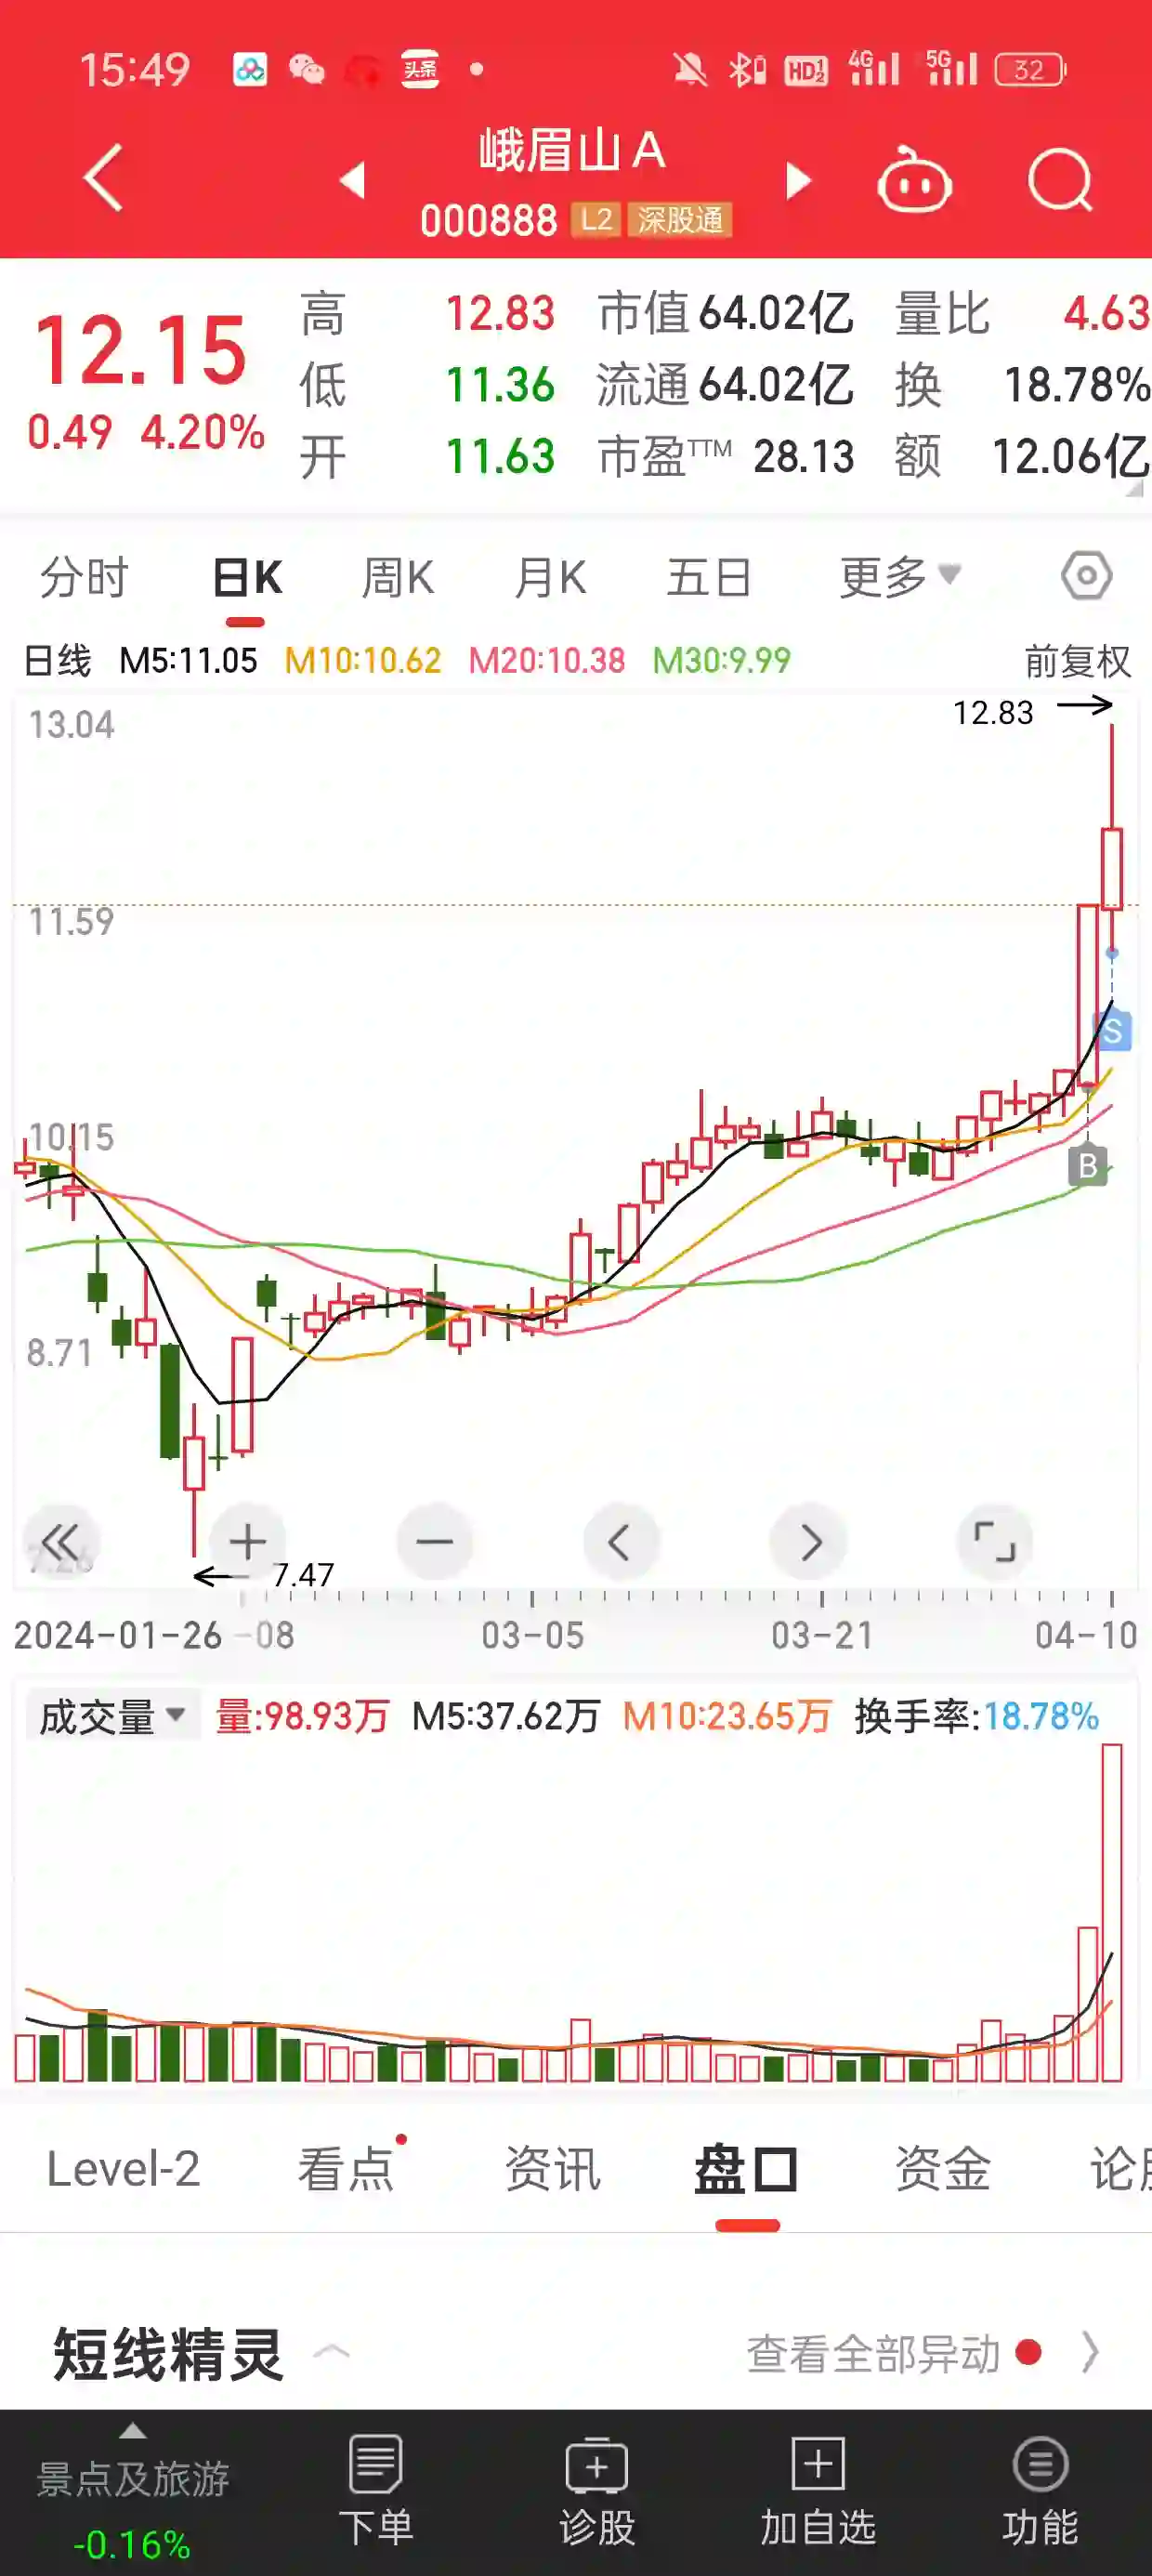 15:49 头条 HD 1 2 4G 5G 32
峨眉山A
000888 L2 深股通
12.15
0.49 4.20%
高 12.83 市值 64.02亿 量比 4.63
低 11.36 流通 64.02亿 换 18.78%
开 11.63 市盈TTM 28.13 额 12.06亿
分时 日K 周K 月K 五日 更多
日线 M5:11.05 M10:10.62 M20:10.38 M30:9.99 前复权
13.04
12.83
11.59
S
10.15
B
8.71
7.26
7.47
2024-01-26 -08 03-05 03-21 04-10
成交量 量:98.93万 M5:37.62万 M10:23.65万 换手率:18.78%
Level-2 看点 资讯 盘口 资金 论
短线精灵 查看全部异动
景点及旅游
-0.16%
下单 诊股 加自选 功能